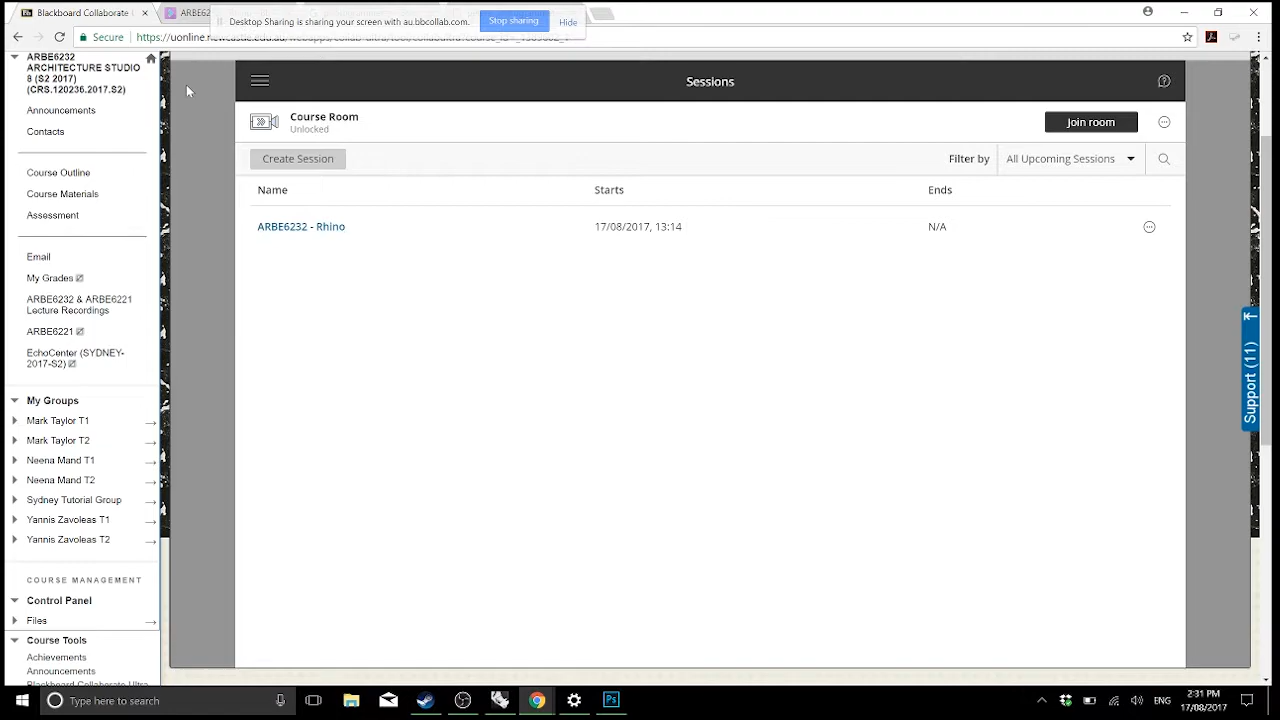 Blackboard Collaborate
ARBE62
Desktop Sharing is sharing your screen with au.bbcollab.com.
Stop sharing
Hide
Secure
ARBE6232
ARCHITECTURE STUDIO
8 (S2 2017)
(CRS.120236.2017.S2)
Announcements
Contacts
Course Outline
Course Materials
Assessment
Email
My Grades
ARBE6232 & ARBE6221
Lecture Recordings
ARBE6221
EchoCenter (SYDNEY-
2017-S2)
My Groups
Mark Taylor T1
Mark Taylor T2
Neena Mand T1
Neena Mand T2
Sydney Tutorial Group
Yannis Zavoleas T1
Yannis Zavoleas T2
COURSE MANAGEMENT
Control Panel
Files
Course Tools
Achievements
Announcements
Blackboard Collaborate Ultra
Sessions
Course Room
Unlocked
Join room
Create Session
Filter by
All Upcoming Sessions
Name Starts Ends
ARBE6232 - Rhino 17/08/2017, 13:14 N/A
Support (11)
Type here to search
Ps
ENG
2:31 PM
17/08/2017